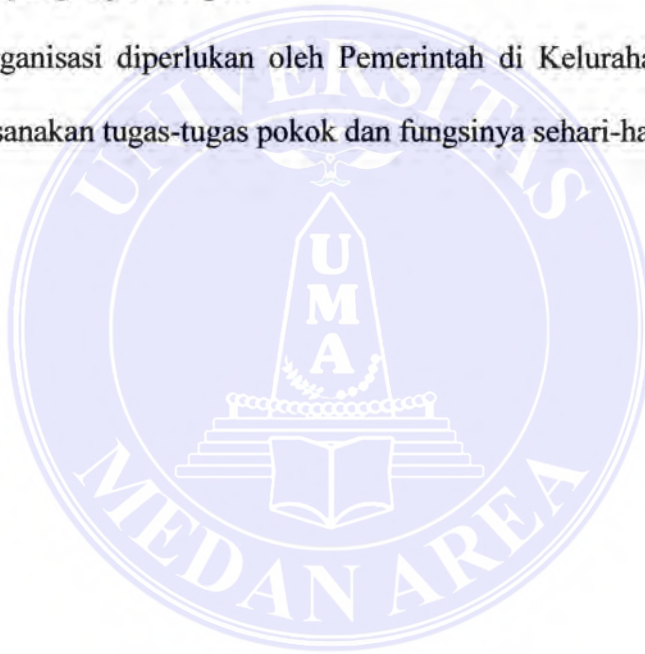 ganisasi diperlukan oleh Pemerintah di Keluraha
sanakan tugas-tugas pokok dan fungsinya sehari-ha
UNIVERSITAS
UMA
MEDAN AREA